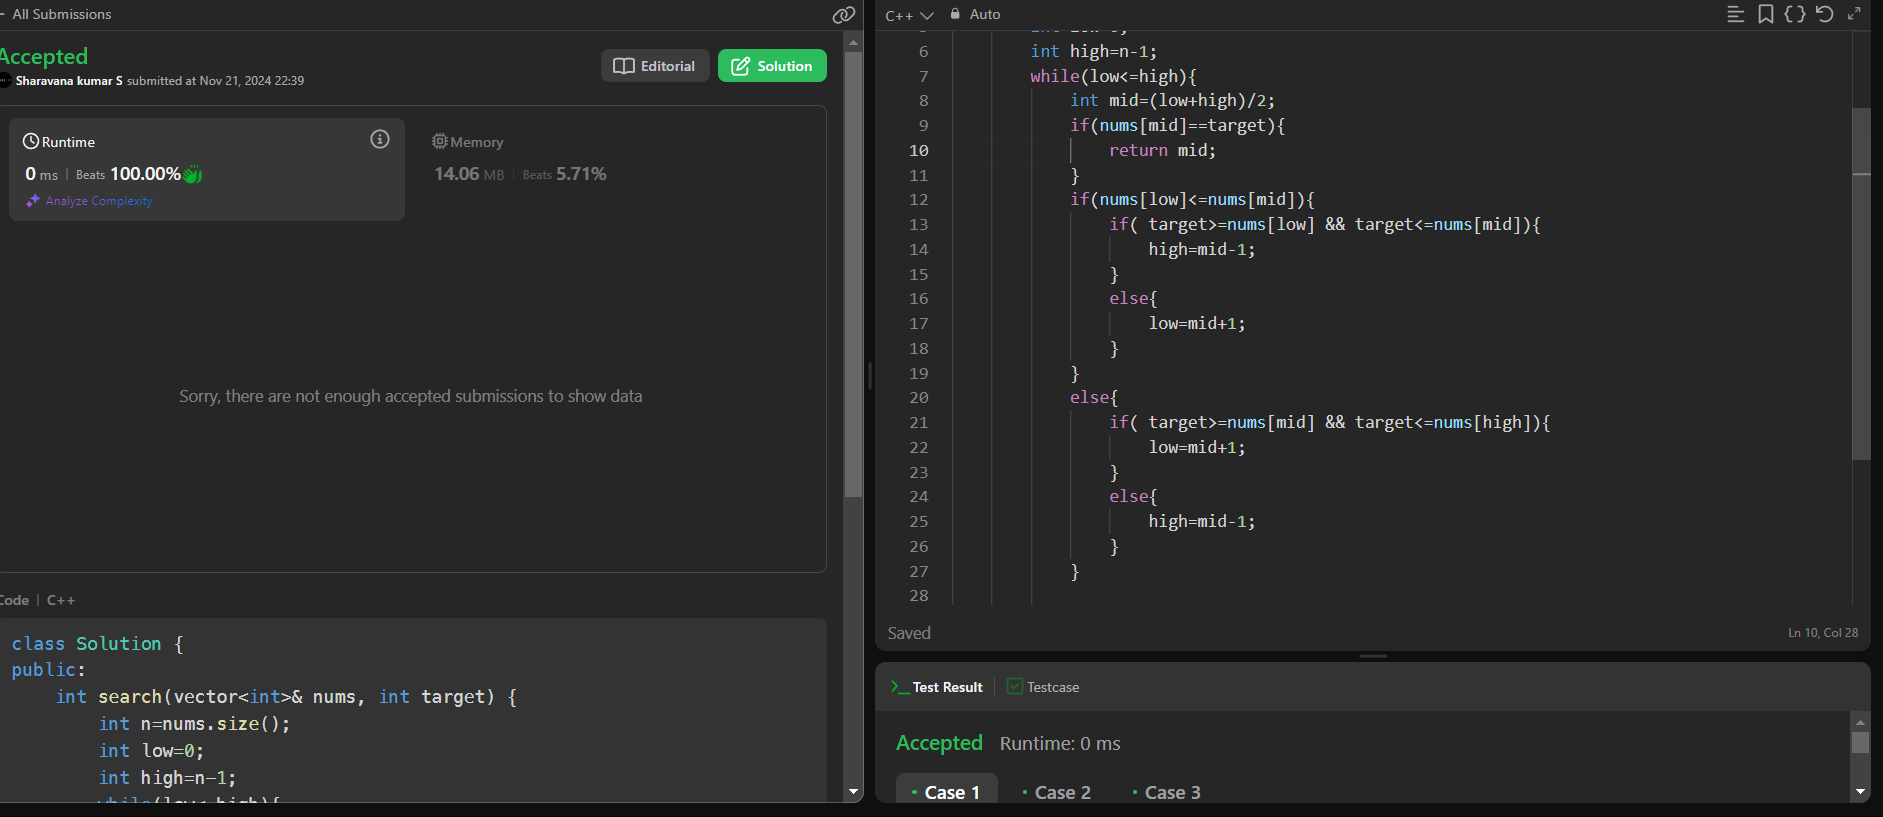 All Submissions
Accepted
Sharavana kumar S submitted at Nov 21, 2024 22:39
Editorial
Solution
Runtime
0 ms | Beats 100.00%
Analyze Complexity
Memory
14.06 MB | Beats 5.71%
Sorry, there are not enough accepted submissions to show data
Code | C++
class Solution {
public:
    int search(vector<int>& nums, int target) {
        int n=nums.size();
        int low=0;
        int high=n-1;
C++ Auto
6 int high=n-1;
7 while(low<=high){
8 int mid=(low+high)/2;
9 if(nums[mid]==target){
10 return mid;
11 }
12 if(nums[low]<=nums[mid]){
13 if( target>=nums[low] && target<=nums[mid]){
14 high=mid-1;
15 }
16 else{
17 low=mid+1;
18 }
19 }
20 else{
21 if( target>=nums[mid] && target<=nums[high]){
22 low=mid+1;
23 }
24 else{
25 high=mid-1;
26 }
27 }
28
Saved
Ln 10, Col 28
Test Result
Testcase
Accepted Runtime: 0 ms
Case 1
Case 2
Case 3